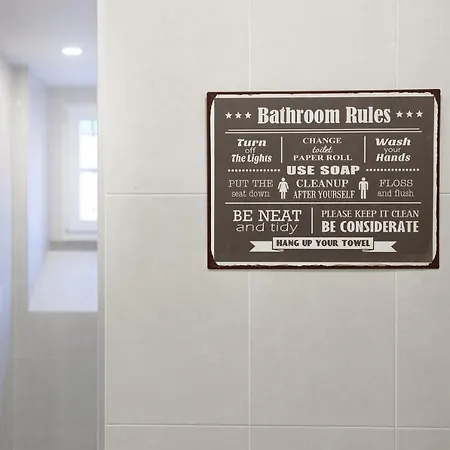 ★★★ Bathroom Rules ★★★
Turn off The Lights
CHANGE toilet PAPER ROLL
Wash your Hands
USE SOAP
PUT THE seat down
CLEANUP AFTER YOURSELF
FLOSS and flush
BE NEAT and tidy
PLEASE KEEP IT CLEAN
BE CONSIDERATE
HANG UP YOUR TOWEL